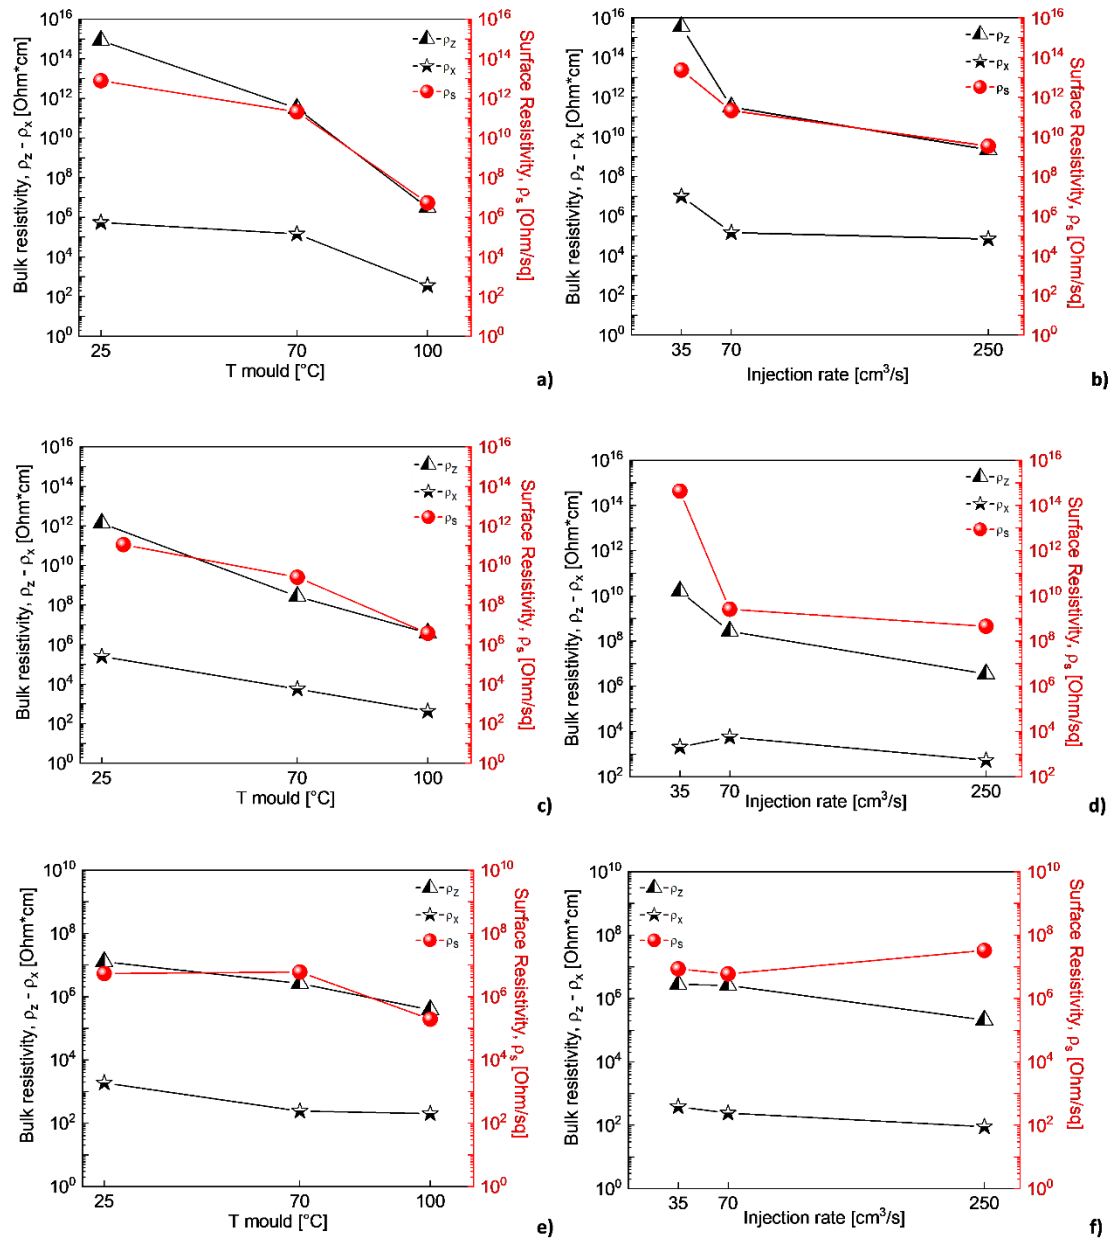 Bulk resistivity, ρz - ρx [Ohm*cm]
10^16
10^14
10^12
10^10
10^8
10^6
10^4
10^2
10^0
ρz
ρx
ρs
10^16
10^14
10^12
10^10
10^8
10^6
10^4
10^2
10^0
Surface Resistivity, ρs [Ohm/sq]
25 70 100
T mould [°C]
a)
Bulk resistivity, ρz - ρx [Ohm*cm]
10^16
10^14
10^12
10^10
10^8
10^6
10^4
10^2
10^0
ρz
ρx
ρs
10^16
10^14
10^12
10^10
10^8
10^6
10^4
10^2
10^0
Surface Resistivity, ρs [Ohm/sq]
35 70 250
Injection rate [cm³/s]
b)
Bulk resistivity, ρz - ρx [Ohm*cm]
10^16
10^14
10^12
10^10
10^8
10^6
10^4
10^2
10^0
ρz
ρx
ρs
10^16
10^14
10^12
10^10
10^8
10^6
10^4
10^2
10^0
Surface Resistivity, ρs [Ohm/sq]
25 70 100
T mould [°C]
c)
Bulk resistivity, ρz - ρx [Ohm*cm]
10^16
10^14
10^12
10^10
10^8
10^6
10^4
10^2
ρz
ρx
ρs
10^16
10^14
10^12
10^10
10^8
10^6
10^4
10^2
Surface Resistivity, ρs [Ohm/sq]
35 70 250
Injection rate [cm³/s]
d)
Bulk resistivity, ρz - ρx [Ohm*cm]
10^10
10^8
10^6
10^4
10^2
10^0
ρz
ρx
ρs
10^10
10^8
10^6
10^4
10^2
10^0
Surface Resistivity, ρs [Ohm/sq]
25 70 100
T mould [°C]
e)
Bulk resistivity, ρz - ρx [Ohm*cm]
10^10
10^8
10^6
10^4
10^2
10^0
ρz
ρx
ρs
10^10
10^8
10^6
10^4
10^2
10^0
Surface Resistivity, ρs [Ohm/sq]
35 70 250
Injection rate [cm³/s]
f)